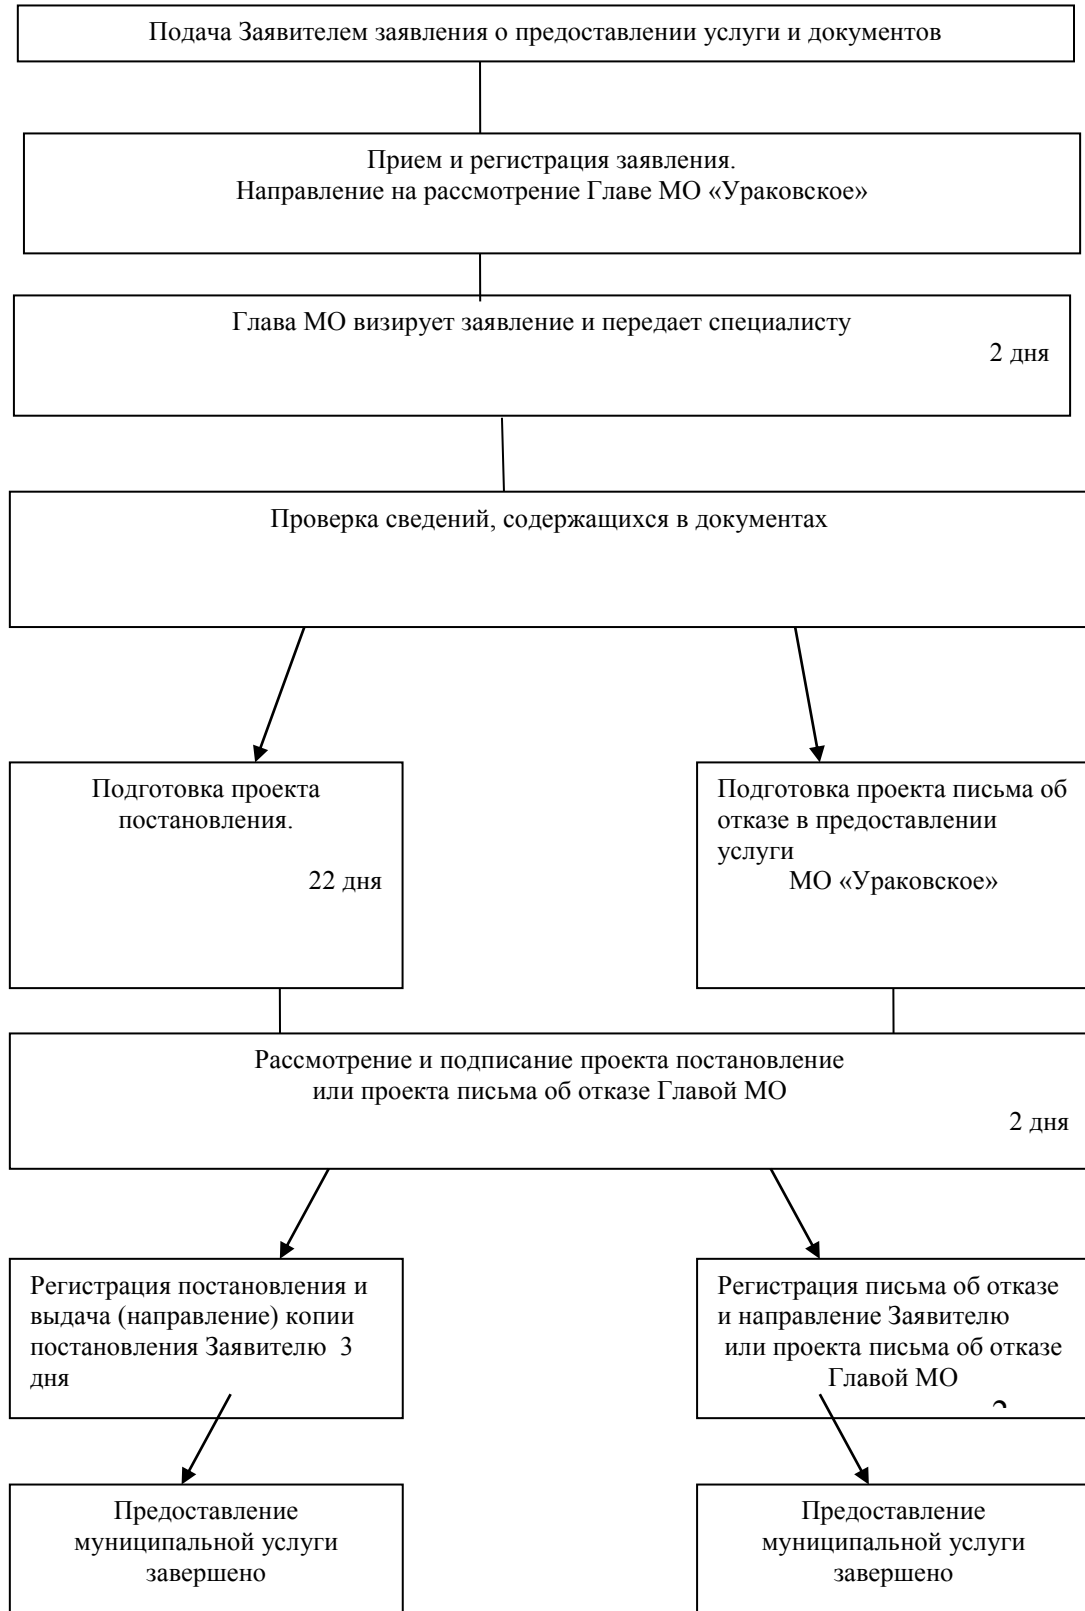 Подача Заявителем заявления о предоставлении услуги и документов
Прием и регистрация заявления.
Направление на рассмотрение Главе МО «Ураковское»
Глава МО визирует заявление и передает специалисту
2 дня
Проверка сведений, содержащихся в документах
Подготовка проекта
постановления.
22 дня
Подготовка проекта письма об
отказе в предоставлении
услуги
МО «Ураковское»
Рассмотрение и подписание проекта постановление
или проекта письма об отказе Главой МО
2 дня
Регистрация постановления и
выдача (направление) копии
постановления Заявителю 3
дня
Регистрация письма об отказе
и направление Заявителю
или проекта письма об отказе
Главой МО
Предоставление
муниципальной услуги
завершено
Предоставление
муниципальной услуги
завершено